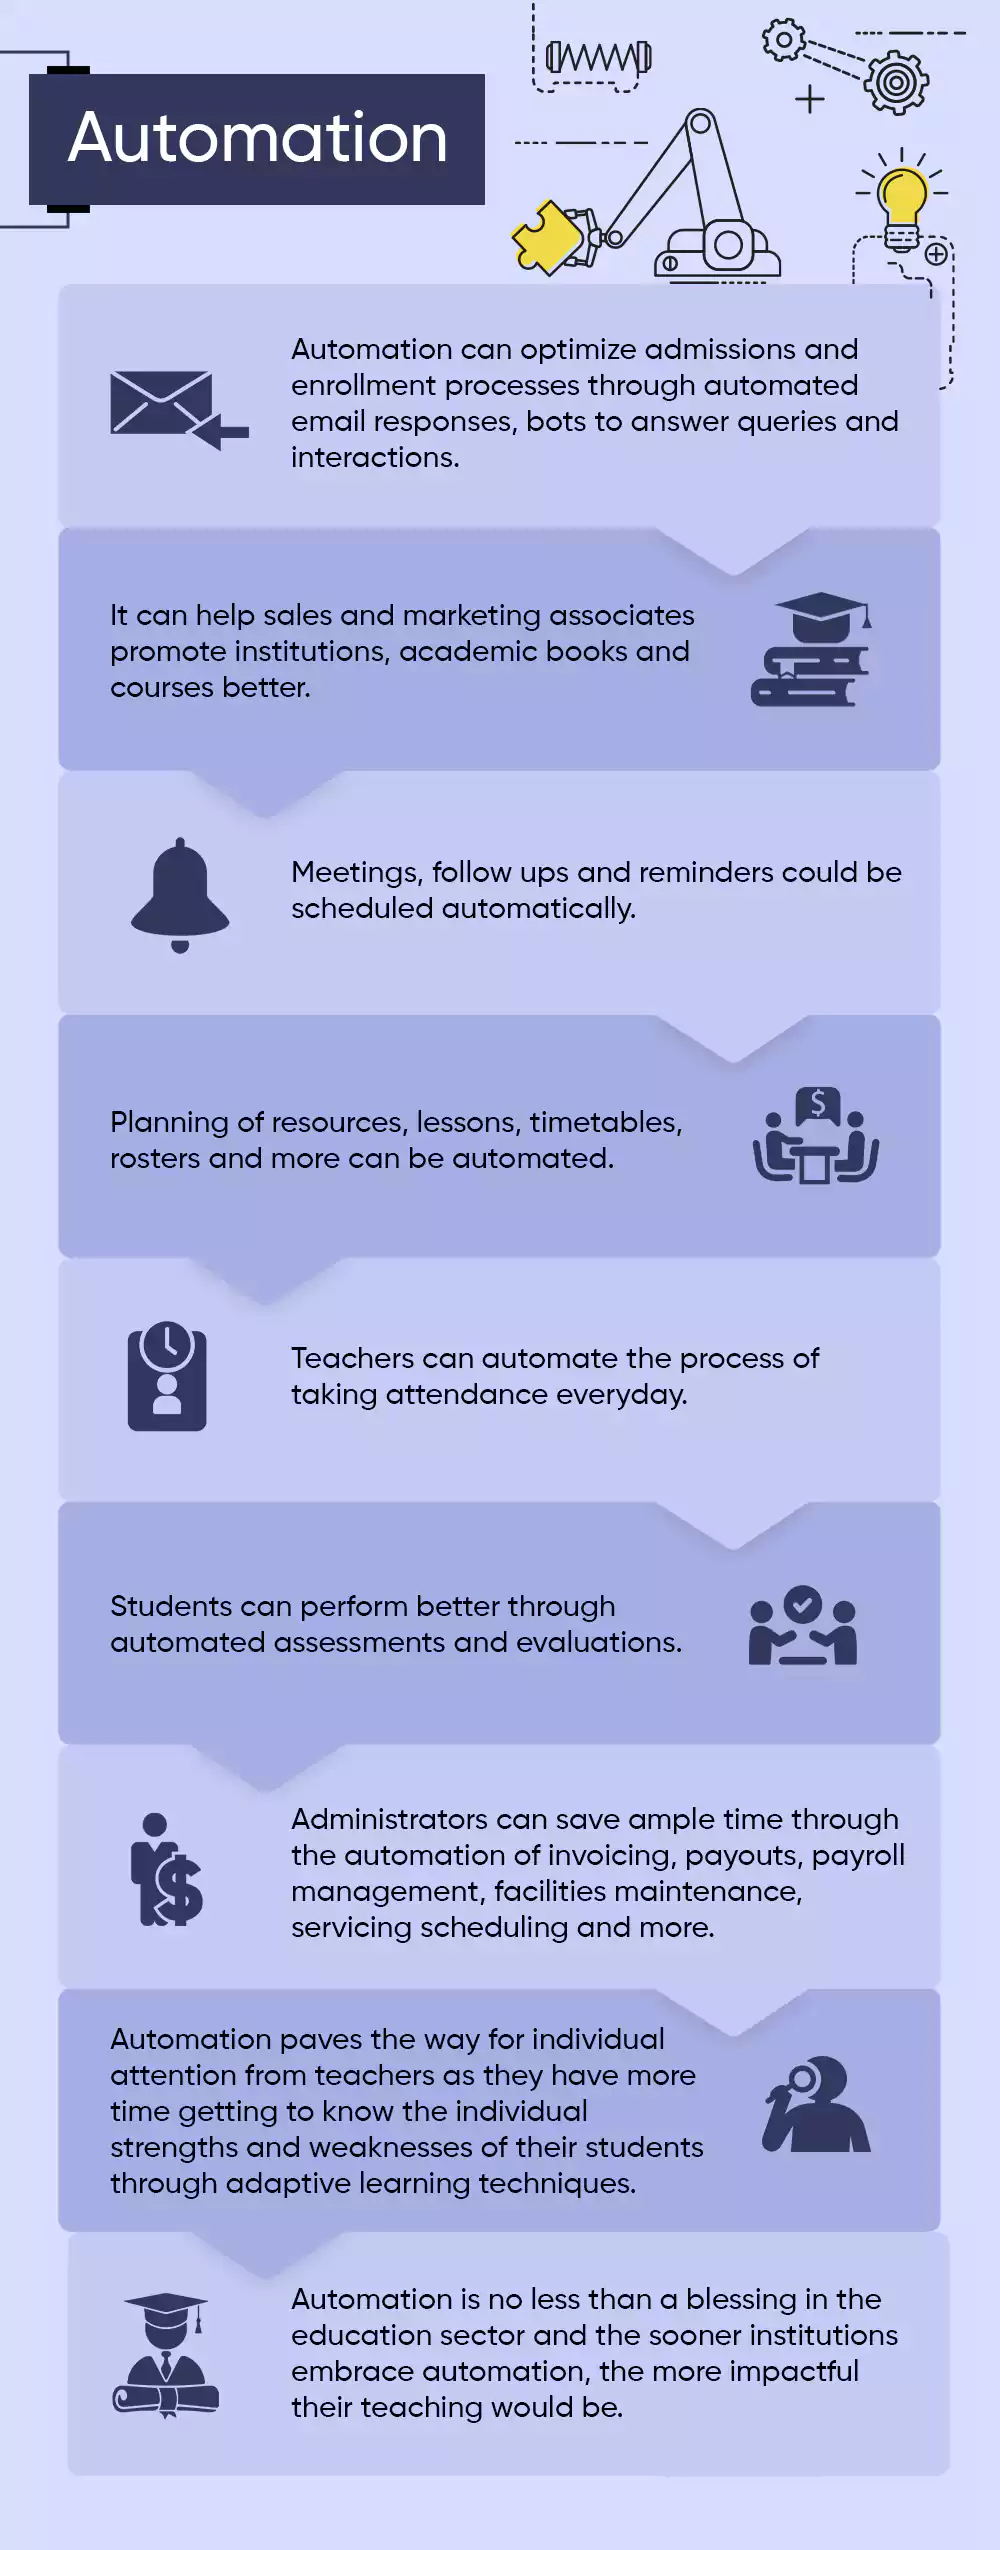 Automation
Automation can optimize admissions and
enrollment processes through automated
email responses, bots to answer queries and
interactions.
It can help sales and marketing associates
promote institutions, academic books and
courses better.
Meetings, follow ups and reminders could be
scheduled automatically.
Planning of resources, lessons, timetables,
rosters and more can be automated.
$
Teachers can automate the process of
taking attendance everyday.
Students can perform better through
automated assessments and evaluations.
Administrators can save ample time through
the automation of invoicing, payouts, payroll
management, facilities maintenance,
servicing scheduling and more.
$
Automation paves the way for individual
attention from teachers as they have more
time getting to know the individual
strengths and weaknesses of their students
through adaptive learning techniques.
Automation is no less than a blessing in the
education sector and the sooner institutions
embrace automation, the more impactful
their teaching would be.